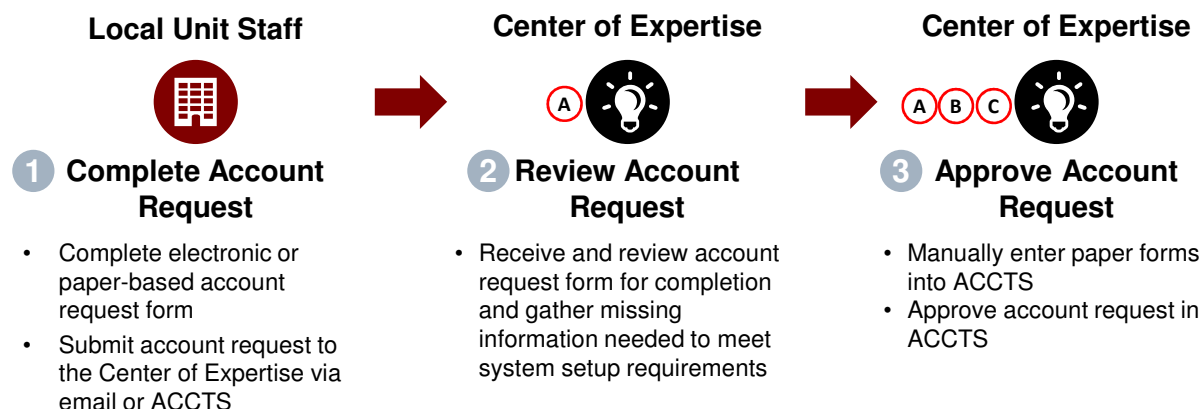 Local Unit Staff
1 Complete Account
Request
• Complete electronic or
paper-based account
request form
• Submit account request to
the Center of Expertise via
email or ACCTS
Center of Expertise
A
2 Review Account
Request
• Receive and review account
request form for completion
and gather missing
information needed to meet
system setup requirements
Center of Expertise
A B C
3 Approve Account
Request
• Manually enter paper forms
into ACCTS
• Approve account request in
ACCTS